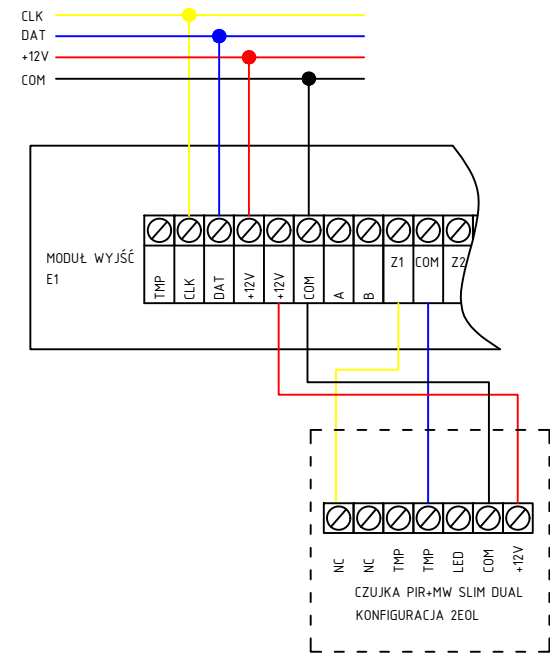 CLK
DAT
+12V
COM
MODUŁ WYJŚĆ
E1
TMP CLK DAT +12V +12V COM A B Z1 COM Z2
NC NC TMP TMP LED COM +12V
CZUJKA PIR+MW SLIM DUAL
KONFIGURACJA 2EOL